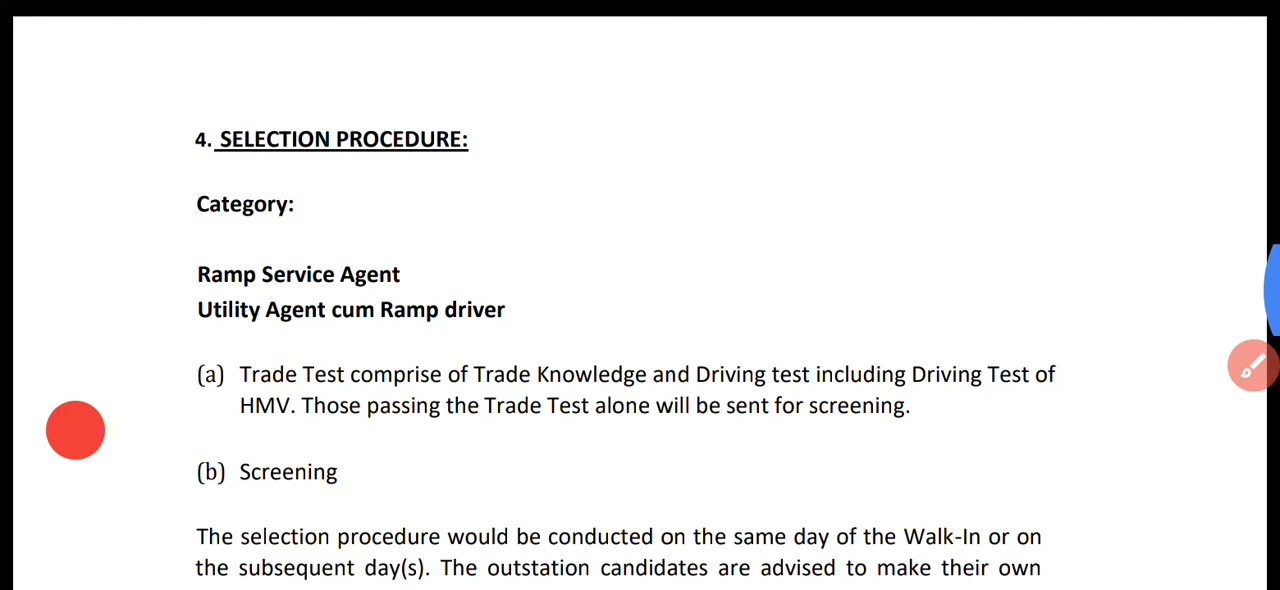 4. SELECTION PROCEDURE:
Category:
Ramp Service Agent
Utility Agent cum Ramp driver
(a) Trade Test comprise of Trade Knowledge and Driving test including Driving Test of
HMV. Those passing the Trade Test alone will be sent for screening.
(b) Screening
The selection procedure would be conducted on the same day of the Walk-In or on
the subsequent day(s). The outstation candidates are advised to make their own